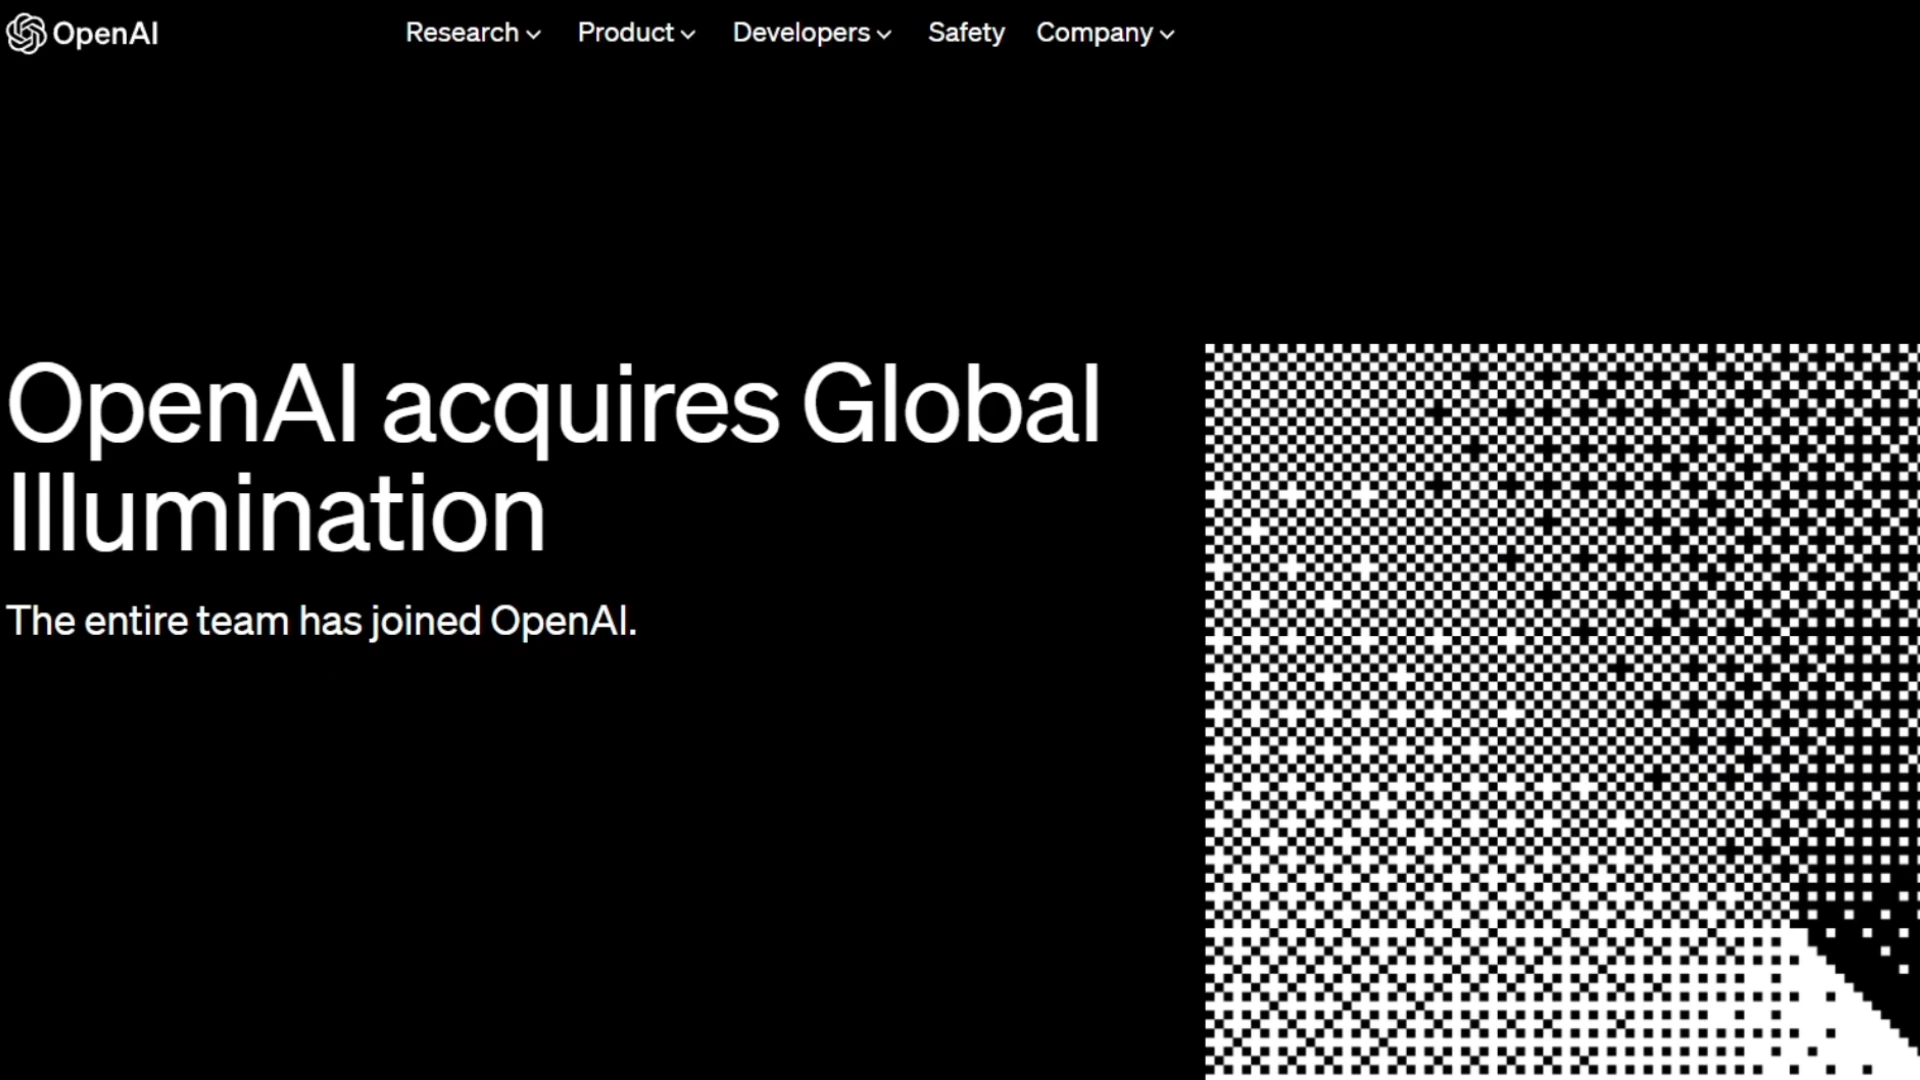 OpenAI Research Product Developers Safety Company
OpenAI acquires Global
Illumination
The entire team has joined OpenAI.